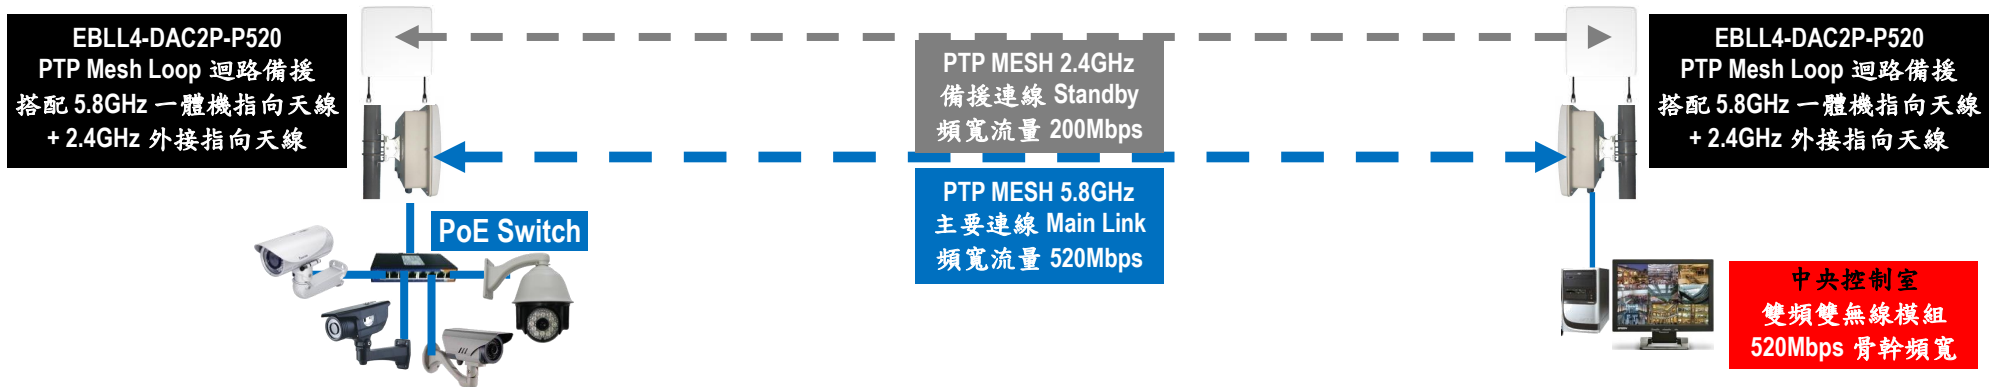 EBLL4-DAC2P-P520
PTP Mesh Loop 迴路備援
搭配 5.8GHz 一體機指向天線
+ 2.4GHz 外接指向天線
PTP MESH 2.4GHz
備援連線 Standby
頻寬流量 200Mbps
EBLL4-DAC2P-P520
PTP Mesh Loop 迴路備援
搭配 5.8GHz 一體機指向天線
+ 2.4GHz 外接指向天線
PTP MESH 5.8GHz
主要連線 Main Link
頻寬流量 520Mbps
PoE Switch
中央控制室
雙頻雙無線模組
520Mbps 骨幹頻寬